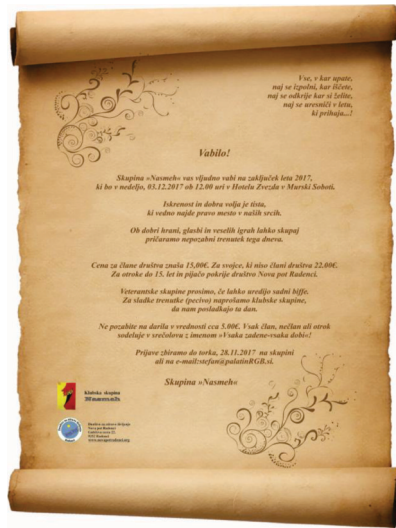 Vse, v kar upate,
naj se izpolni, kar iščete,
naj se odkrije kar si želite,
naj se uresniči v letu,
ki prihaja...!
Vabilo!
Skupina »Nasmeh« vas vljudno vabi na zaključek leta 2017,
ki bo v nedeljo, 03.12.2017 ob 12.00 uri v Hotelu Zvezda v Murski Soboti.
Iskrenost in dobra volja je tista,
ki vedno najde pravo mesto v naših srcih.
Ob dobri hrani, glasbi in veselih igrah lahko skupaj
pričaramo nepozabni trenutek tega dneva.
Cena za člane društva znaša 15,00€. Za svojce, ki niso člani društva 22,00€.
Za otroke do 15. let in pijačo pokrije društvo Nova pot Radenci.
Veterantske skupine prosimo, če lahko uredijo sadni biffe.
Za sladke trenutke (pecivo) naprošamo klubske skupine,
da nam posladkajo ta dan.
Ne pozabite na darila v vrednosti cca 5,00€. Vsak član, nečlan ali otrok
sodeluje v srečolovu z imenom »Vsaka zadene-vsaka dobi«!
Prijave zbiramo do torka, 28.11.2017 na skupini
ali na e-mail:stefan@palatinRGB.si.
Skupina »Nasmeh«
Klubska skupina